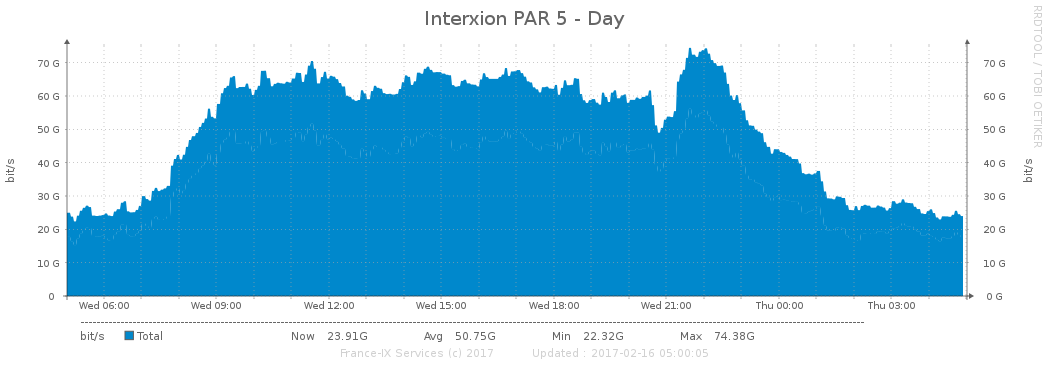 Interxion PAR 5 - Day
RRDTOOL / TOBI OETIKER
bit/s
bit/s
70 G
60 G
50 G
40 G
30 G
20 G
10 G
0
70 G
60 G
50 G
40 G
30 G
20 G
10 G
0 G
Wed 06:00 Wed 09:00 Wed 12:00 Wed 15:00 Wed 18:00 Wed 21:00 Thu 00:00 Thu 03:00
bit/s Total Now 23.91G Avg 50.75G Min 22.32G Max 74.38G
France-IX Services (c) 2017 Updated : 2017-02-16 05:00:05